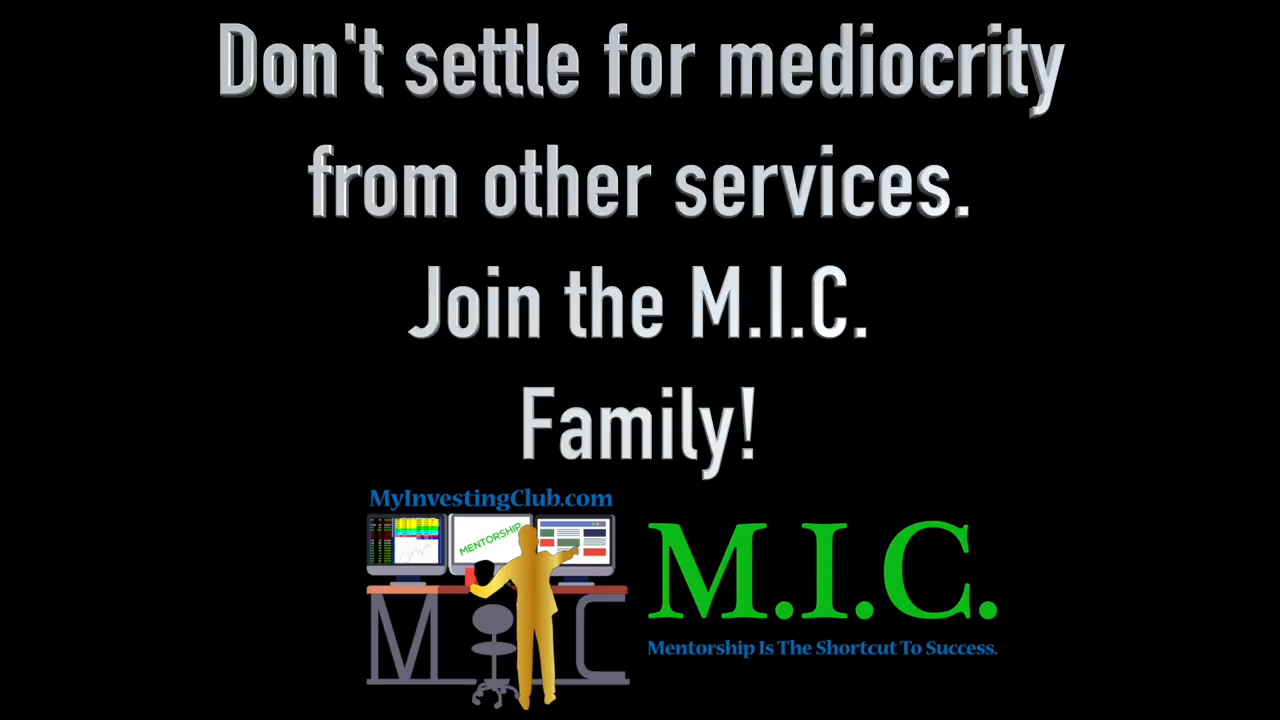 Don't settle for mediocrity
from other services.
Join the M.I.C.
Family!
MyInvestingClub.com
MENTORSHIP
M I C
M.I.C.
Mentorship Is The Shortcut To Success.